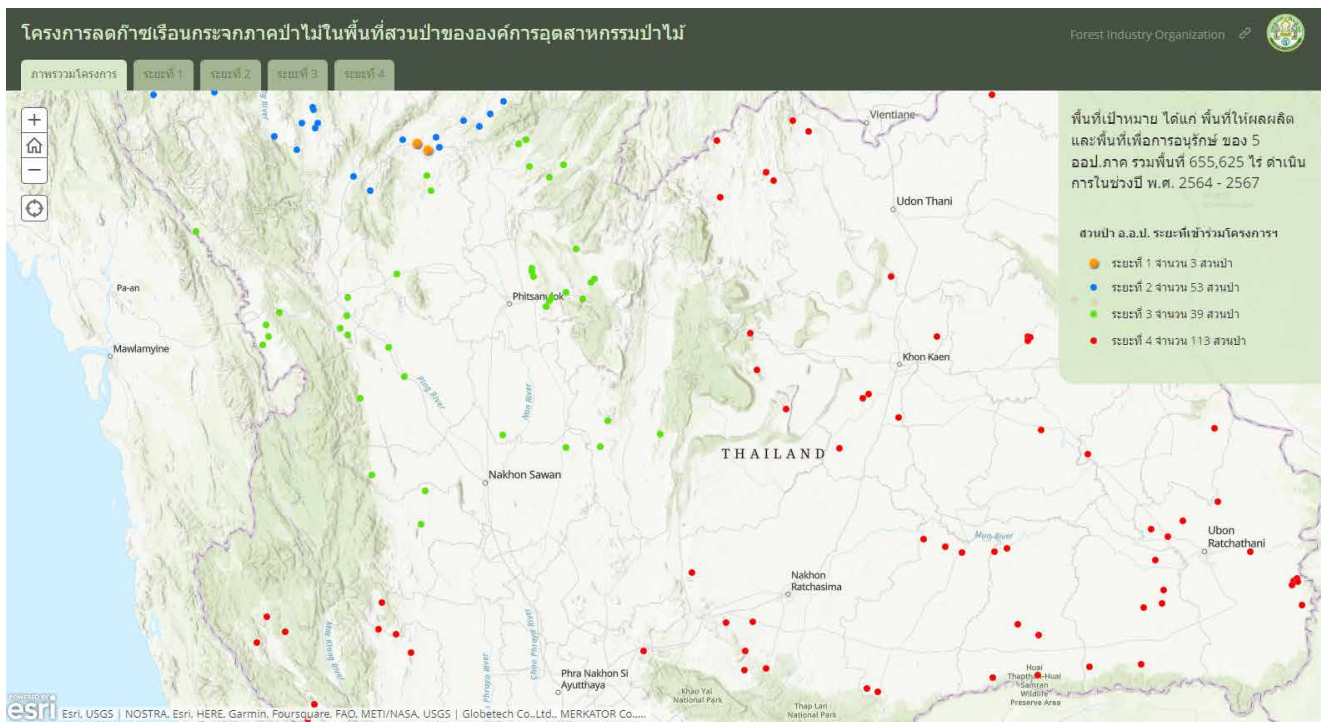 โครงการลดก๊าซเรือนกระจกภาคป่าไม้ในพื้นที่สวนป่าขององค์การอุตสาหกรรมป่าไม้
Forest Industry Organization
ภาพรวมโครงการ
ระยะที่ 1
ระยะที่ 2
ระยะที่ 3
ระยะที่ 4
พื้นที่เป้าหมาย ได้แก่ พื้นที่ให้ผลผลิต
และพื้นที่เพื่อการอนุรักษ์ ของ 5
ออป.ภาค รวมพื้นที่ 655,625 ไร่ ดำเนิน
การในช่วงปี พ.ศ. 2564 - 2567
สวนป่า อ.อ.ป. ระยะที่เข้าร่วมโครงการฯ
ระยะที่ 1 จำนวน 3 สวนป่า
ระยะที่ 2 จำนวน 53 สวนป่า
ระยะที่ 3 จำนวน 39 สวนป่า
ระยะที่ 4 จำนวน 113 สวนป่า
Vientiane
Udon Thani
Pa-an
Phitsanulok
Mawlamyine
Khon Kaen
Ping River
Nan River
THAILAND
Nakhon Sawan
Mun River
Ubon
Ratchathani
Nakhon
Ratchasima
Mae Klong River
Chao Phraya River
Phraya River
Phra Nakhon Si
Ayutthaya
Khao Yai
National Park
Thap Lan
National Park
Huai
Thapthan-Huai
Samran
Wildlife
Preserve Area
POWERED BY
esri
Esri, USGS | NOSTRA, Esri, HERE, Garmin, Foursquare, FAO, METI/NASA, USGS | Globetech Co.,Ltd., MERKATOR Co.,...